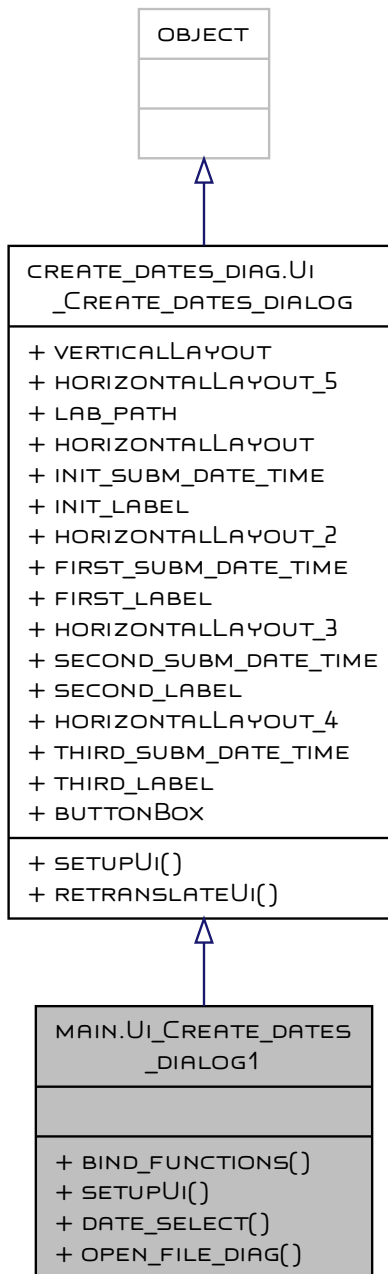 object
create_dates_diag.Ui
_Create_dates_dialog
+ verticalLayout
+ horizontalLayout_5
+ lab_path
+ horizontalLayout
+ init_subm_date_time
+ init_label
+ horizontalLayout_2
+ first_subm_date_time
+ first_label
+ horizontalLayout_3
+ second_subm_date_time
+ second_label
+ horizontalLayout_4
+ third_subm_date_time
+ third_label
+ buttonBox
+ setupUi()
+ retranslateUi()
main.Ui_Create_dates
_dialog1
+ bind_functions()
+ setupUi()
+ date_select()
+ open_file_diag()